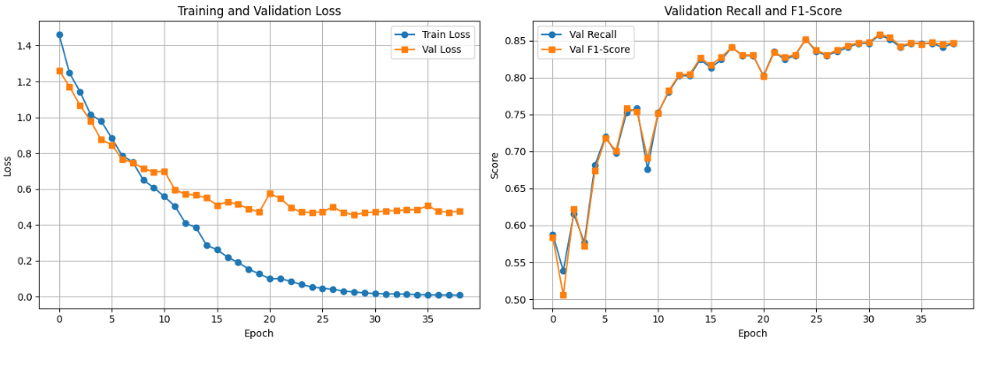 Training and Validation Loss
Train Loss
Val Loss
1.4
1.2
1.0
0.8
0.6
0.4
0.2
0.0
Loss
0 5 10 15 20 25 30 35
Epoch
Validation Recall and F1-Score
Val Recall
Val F1-Score
0.85
0.80
0.75
0.70
0.65
0.60
0.55
0.50
Score
0 5 10 15 20 25 30 35
Epoch